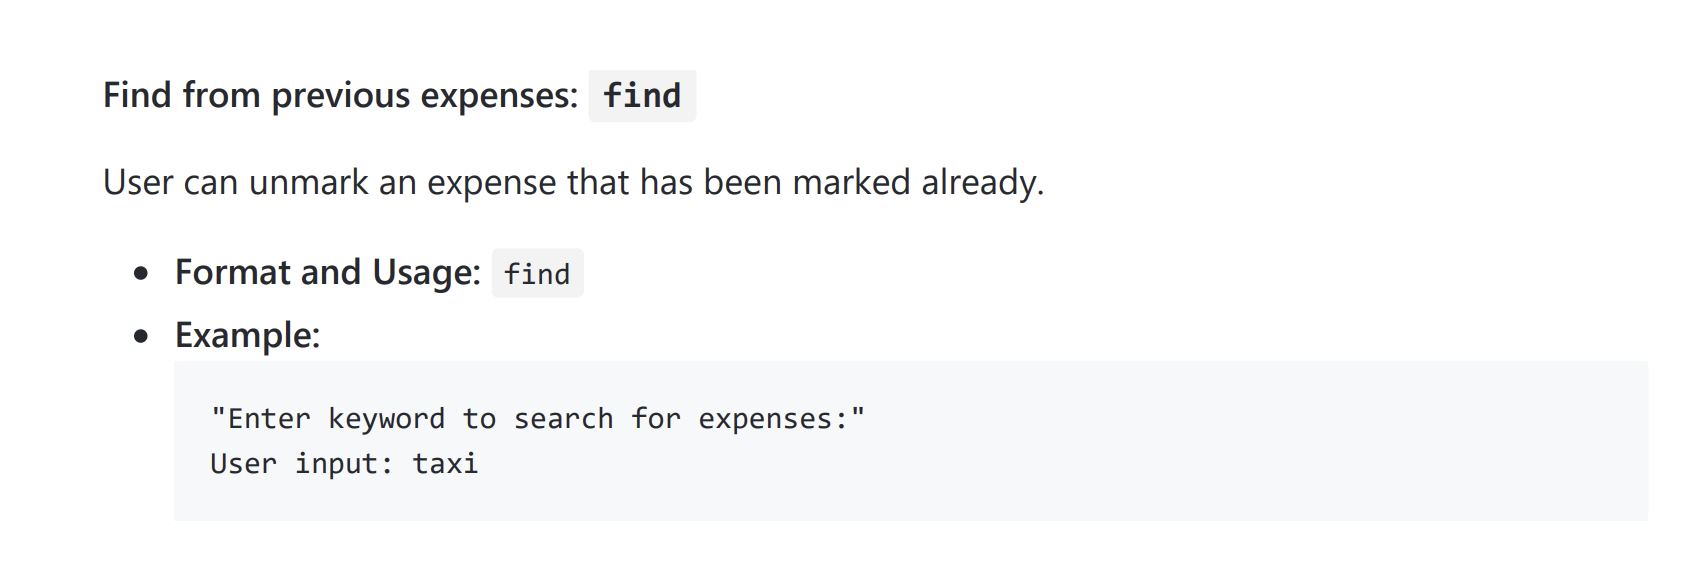 Find from previous expenses: find
User can unmark an expense that has been marked already.
Format and Usage: find
Example:
"Enter keyword to search for expenses:"
User input: taxi